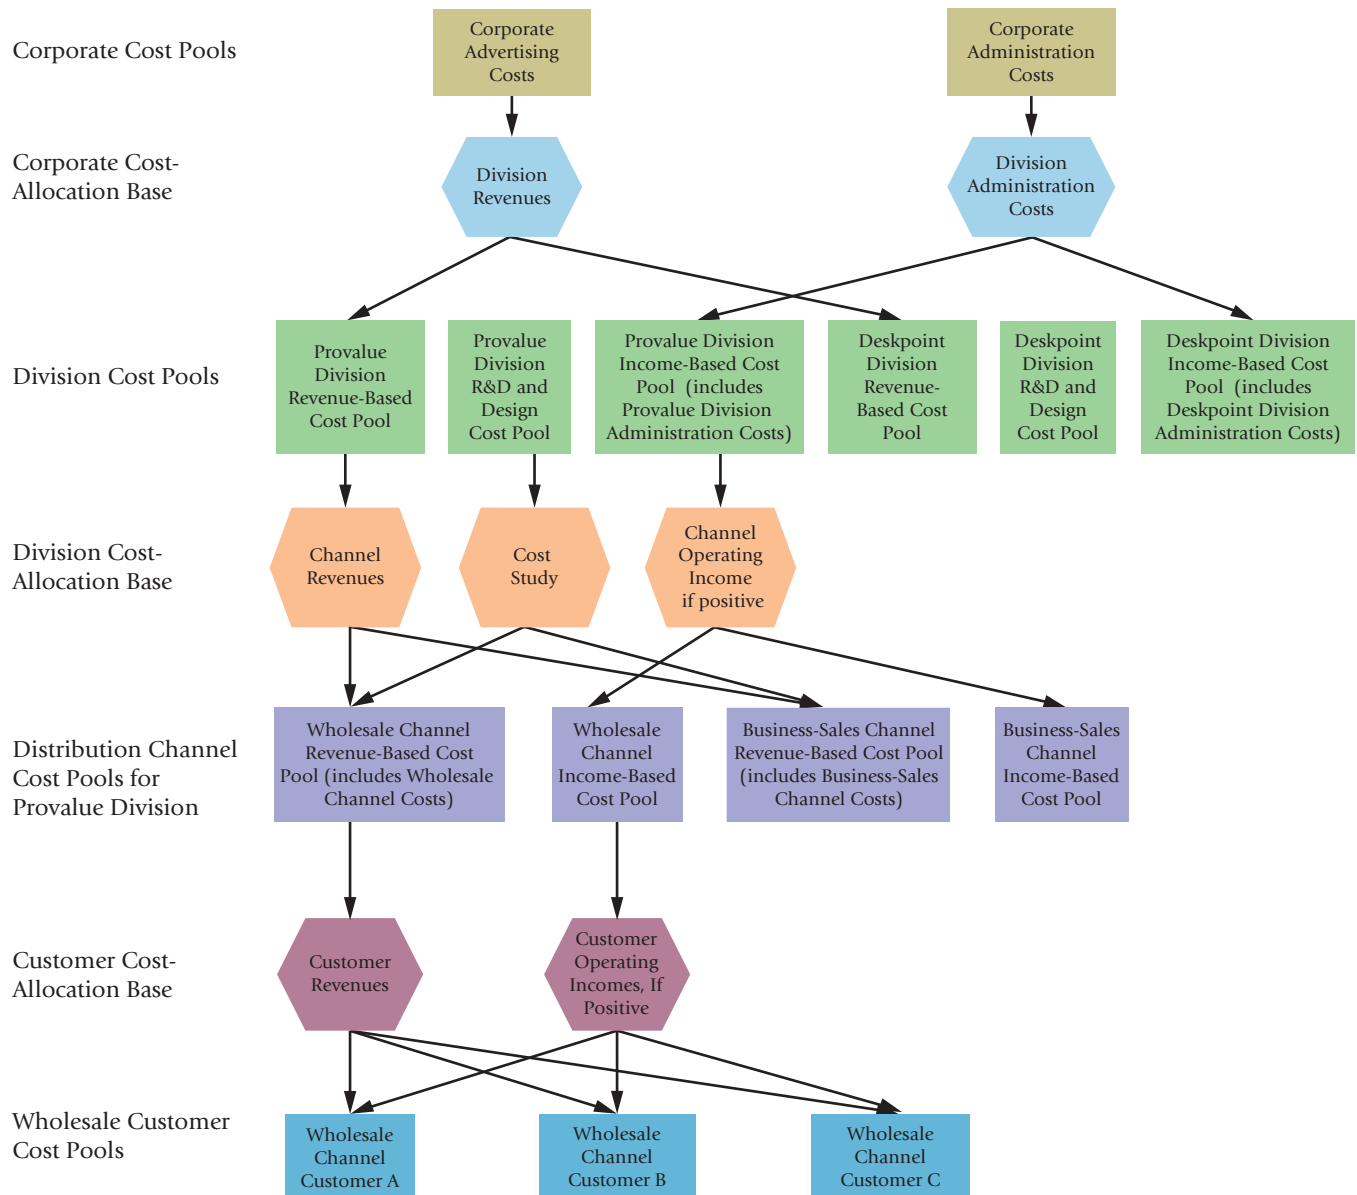 Corporate Cost Pools
Corporate
Advertising
Costs
Corporate
Administration
Costs
Corporate Cost-
Allocation Base
Division
Revenues
Division
Administration
Costs
Division Cost Pools
Provalue
Division
Revenue-Based
Cost Pool
Provalue
Division
R&D and
Design
Cost Pool
Provalue Division
Income-Based Cost
Pool (includes
Provalue Division
Administration Costs)
Deskpoint
Division
Revenue-
Based Cost
Pool
Deskpoint
Division
R&D and
Design
Cost Pool
Deskpoint Division
Income-Based Cost
Pool (includes
Deskpoint Division
Administration Costs)
Division Cost-
Allocation Base
Channel
Revenues
Cost
Study
Channel
Operating
Income
if positive
Distribution Channel
Cost Pools for
Provalue Division
Wholesale Channel
Revenue-Based Cost
Pool (includes Wholesale
Channel Costs)
Wholesale
Channel
Income-Based
Cost Pool
Business-Sales Channel
Revenue-Based Cost Pool
(includes Business-Sales
Channel Costs)
Business-Sales
Channel
Income-Based
Cost Pool
Customer Cost-
Allocation Base
Customer
Revenues
Customer
Operating
Incomes, If
Positive
Wholesale Customer
Cost Pools
Wholesale
Channel
Customer A
Wholesale
Channel
Customer B
Wholesale
Channel
Customer C